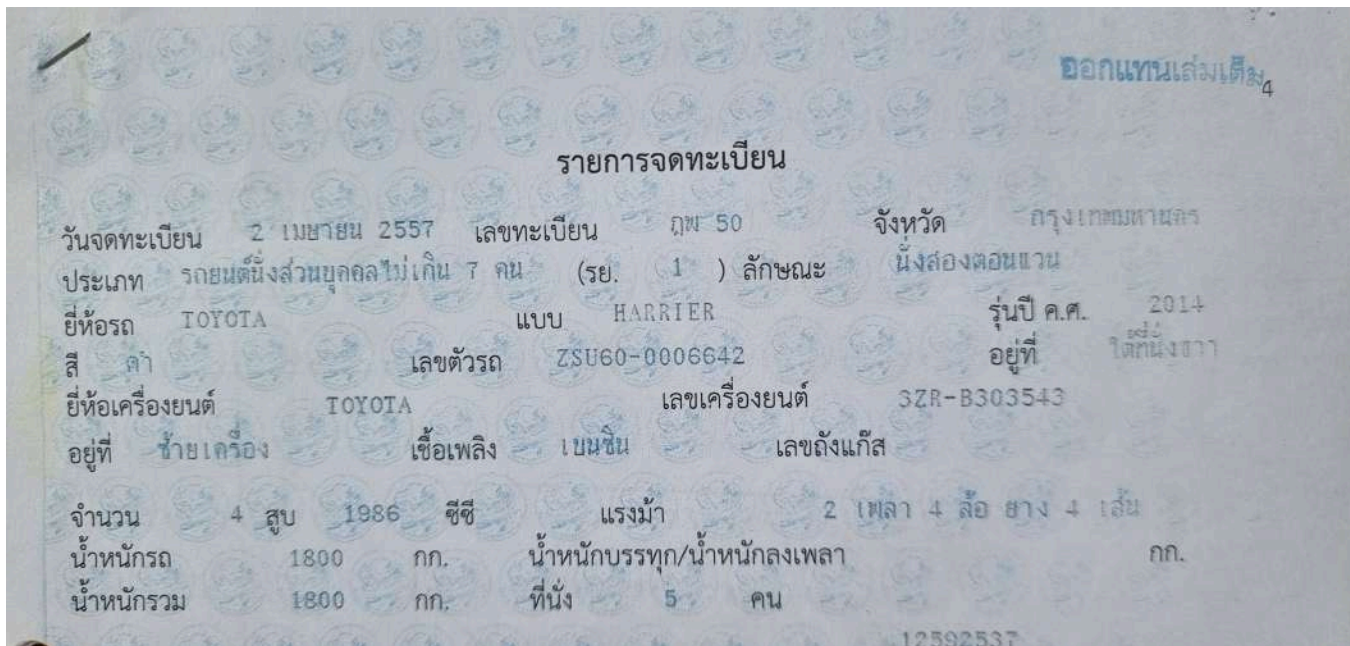 ออกแทนเล่มเดิม
4
รายการจดทะเบียน
วันจดทะเบียน 2 เมษายน 2557 เลขทะเบียน ฎพ 50 จังหวัด กรุงเทพมหานคร
ประเภท รถยนต์นั่งส่วนบุคคลไม่เกิน 7 คน (รย. 1 ) ลักษณะ นั่งสองตอนแวน
ยี่ห้อรถ TOYOTA แบบ HARRIER รุ่นปี ค.ศ. 2014
สี ดำ เลขตัวรถ ZSU60-0006642 อยู่ที่ ใต้ที่นั่งขวา
ยี่ห้อเครื่องยนต์ TOYOTA เลขเครื่องยนต์ 3ZR-B303543
อยู่ที่ ซ้ายเครื่อง เชื้อเพลิง เบนซิน เลขถังแก๊ส
จำนวน 4 สูบ 1986 ซีซี แรงม้า 2 เพลา 4 ล้อ ยาง 4 เส้น
น้ำหนักรถ 1800 กก. น้ำหนักบรรทุก/น้ำหนักลงเพลา กก.
น้ำหนักรวม 1800 กก. ที่นั่ง 5 คน
12592537